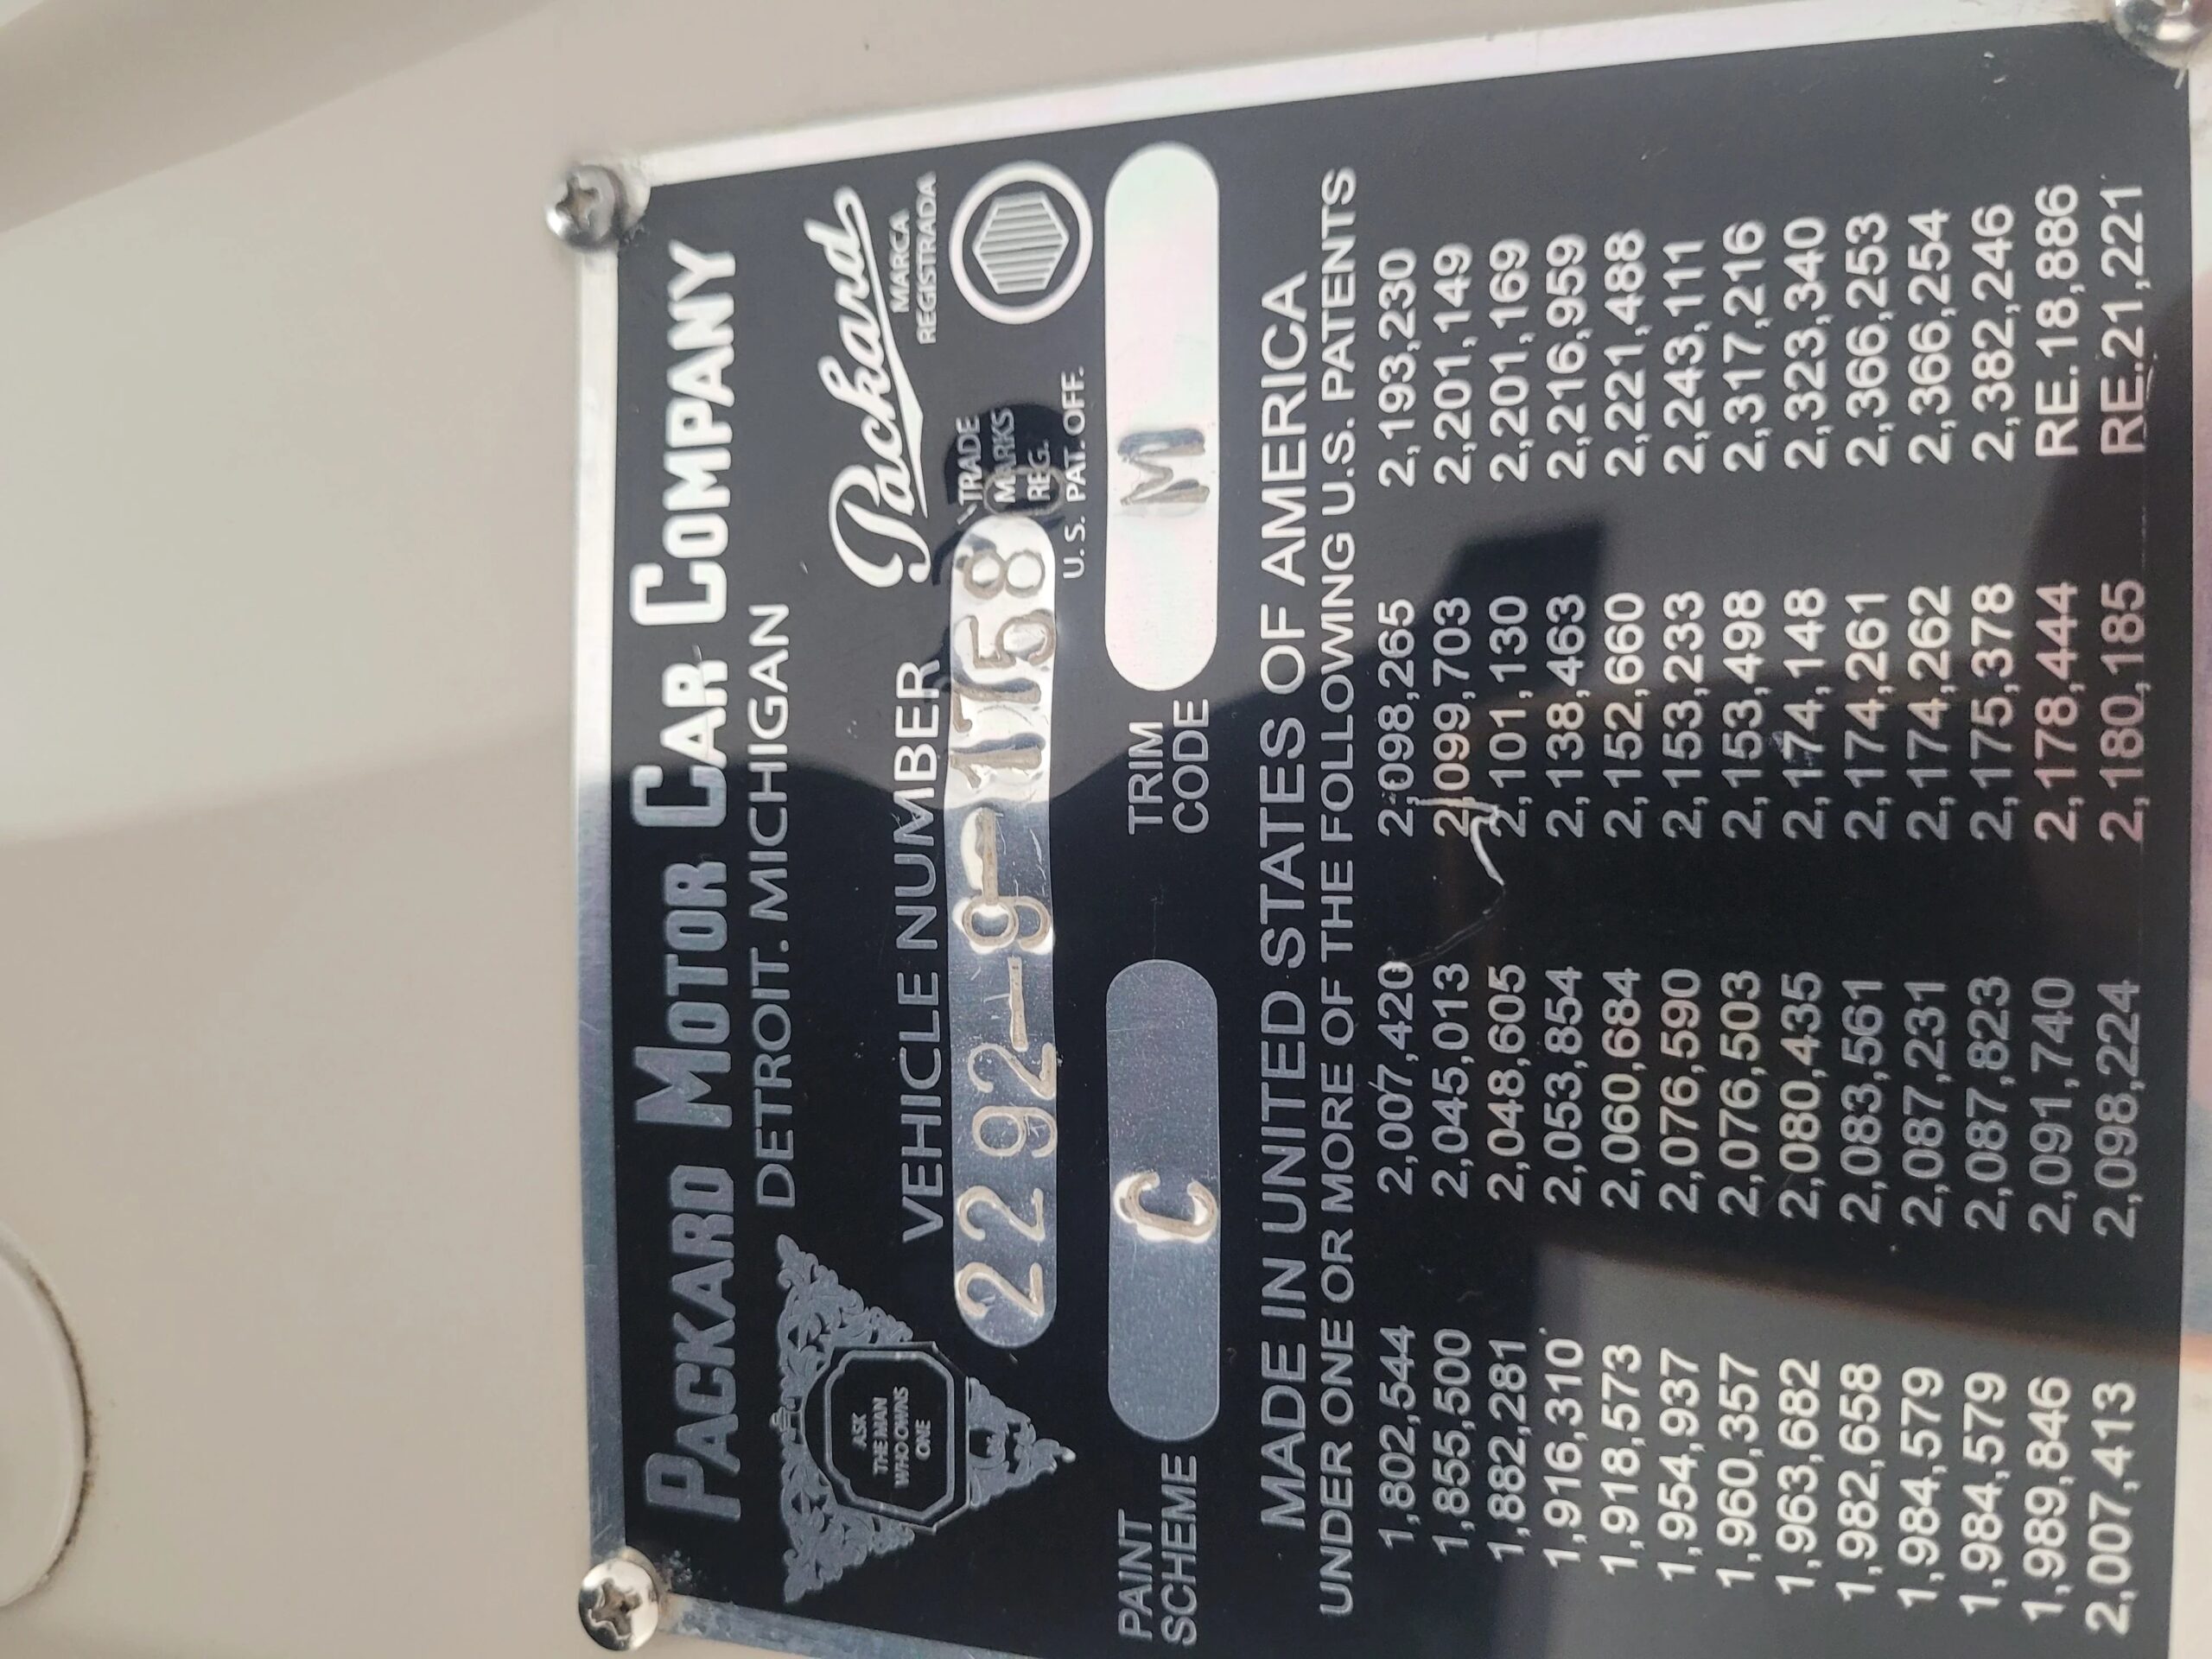 PACKARD MOTOR CAR COMPANY
DETROIT. MICHIGAN
ASK
THE MAN
WHO OWNS
ONE
VEHICLE NUMBER
2292-9-1758
Packard
MARCA
REGISTRADA
TRADE
MARKS
REG.
U.S. PAT. OFF.
PAINT
SCHEME
C
TRIM
CODE
M
MADE IN UNITED STATES OF AMERICA
UNDER ONE OR MORE OF THE FOLLOWING U.S. PATENTS
1,802,544 2,007,420 2,098,265 2,193,230
1,855,500 2,045,013 2,099,703 2,201,149
1,882,281 2,048,605 2,101,130 2,201,169
1,916,310 2,053,854 2,138,463 2,216,959
1,918,573 2,060,684 2,152,660 2,221,488
1,954,937 2,076,590 2,153,233 2,243,111
1,960,357 2,076,503 2,153,498 2,317,216
1,963,682 2,080,435 2,174,148 2,323,340
1,982,658 2,083,561 2,174,261 2,366,253
1,984,579 2,087,231 2,174,262 2,366,254
1,984,579 2,087,823 2,175,378 2,382,246
1,989,846 2,091,740 2,178,444 RE.18,886
2,007,413 2,098,224 2,180,185 RE.21,221